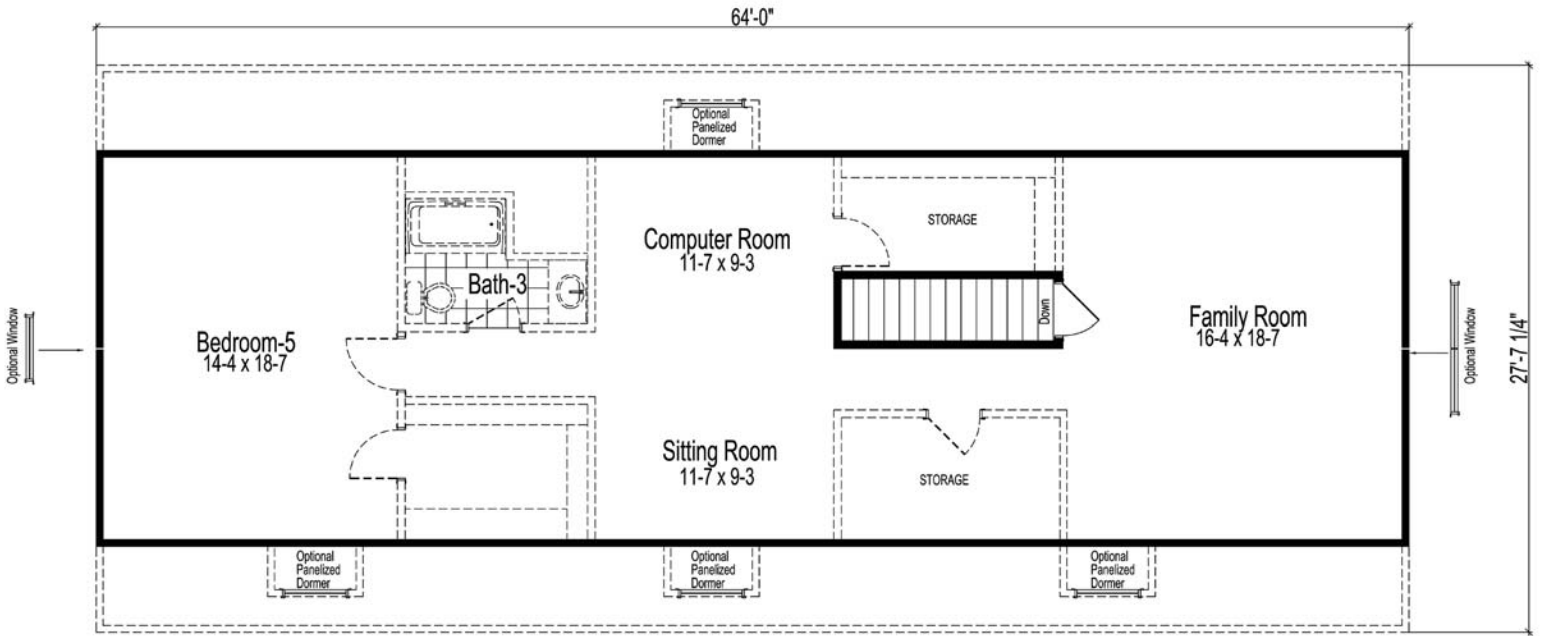 64'-0"
Optional
Panelized
Dormer
STORAGE
Computer Room
11-7 x 9-3
Bath-3
Down
Family Room
16-4 x 18-7
Bedroom-5
14-4 x 18-7
Optional Window
Optional Window
27'-7 1/4"
Sitting Room
11-7 x 9-3
STORAGE
Optional
Panelized
Dormer
Optional
Panelized
Dormer
Optional
Panelized
Dormer